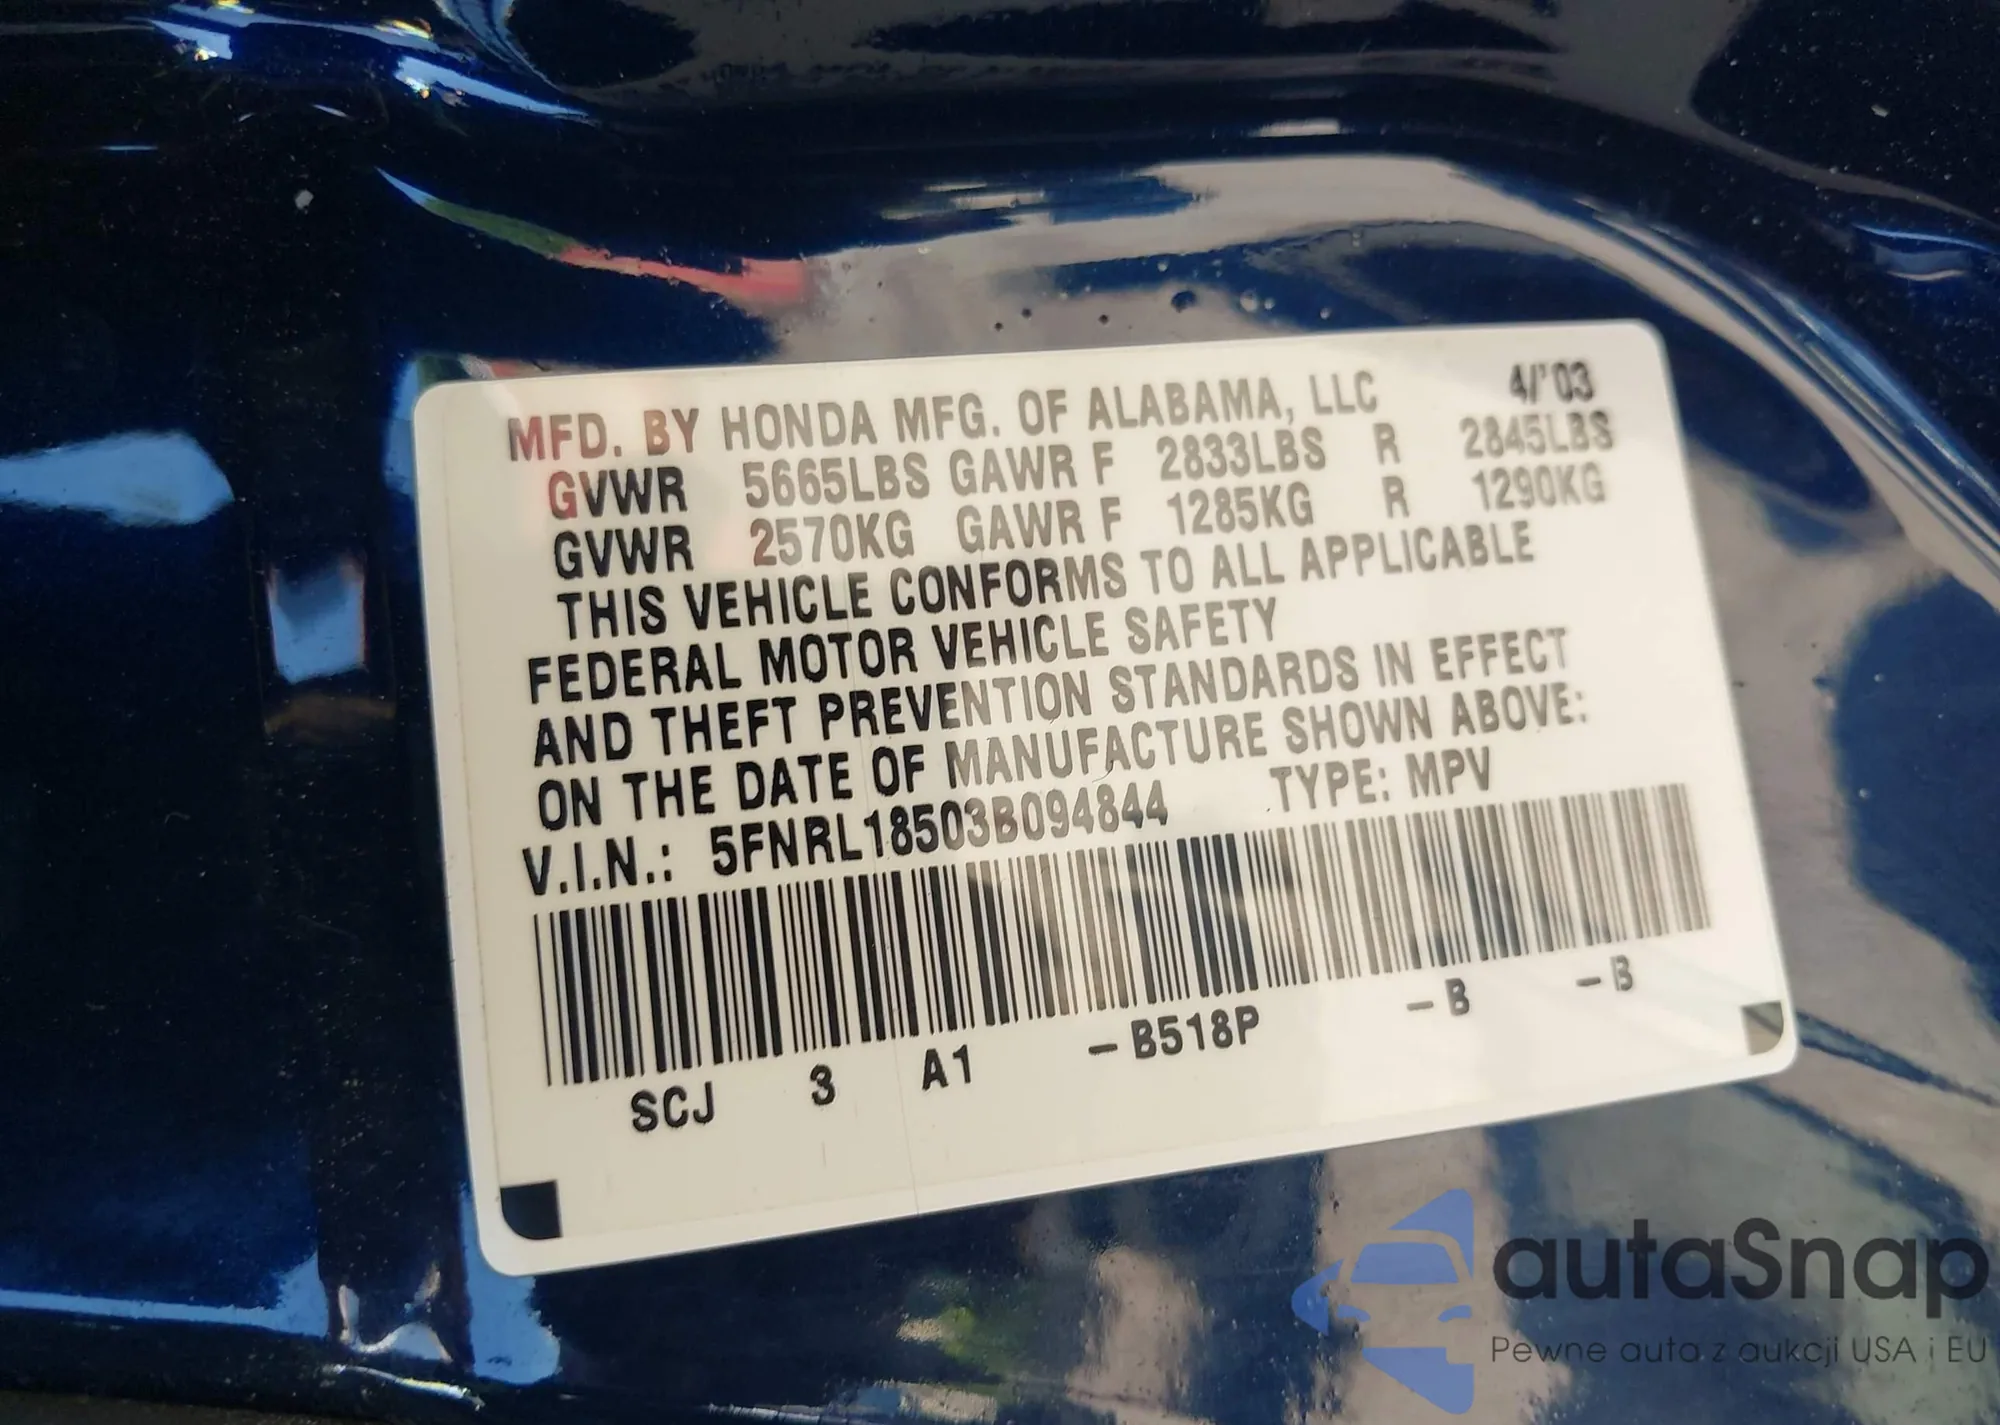 MFD. BY HONDA MFG. OF ALABAMA, LLC 4/'03
GVWR 5665LBS GAWR F 2833LBS R 2845LBS
GVWR 2570KG GAWR F 1285KG R 1290KG
THIS VEHICLE CONFORMS TO ALL APPLICABLE
FEDERAL MOTOR VEHICLE SAFETY
AND THEFT PREVENTION STANDARDS IN EFFECT
ON THE DATE OF MANUFACTURE SHOWN ABOVE:
V.I.N.: 5FNRL18503B094844 TYPE: MPV
SCJ 3 A1 -B518P -B -B
autaSnap
Pewne auta z aukcji USA i EU